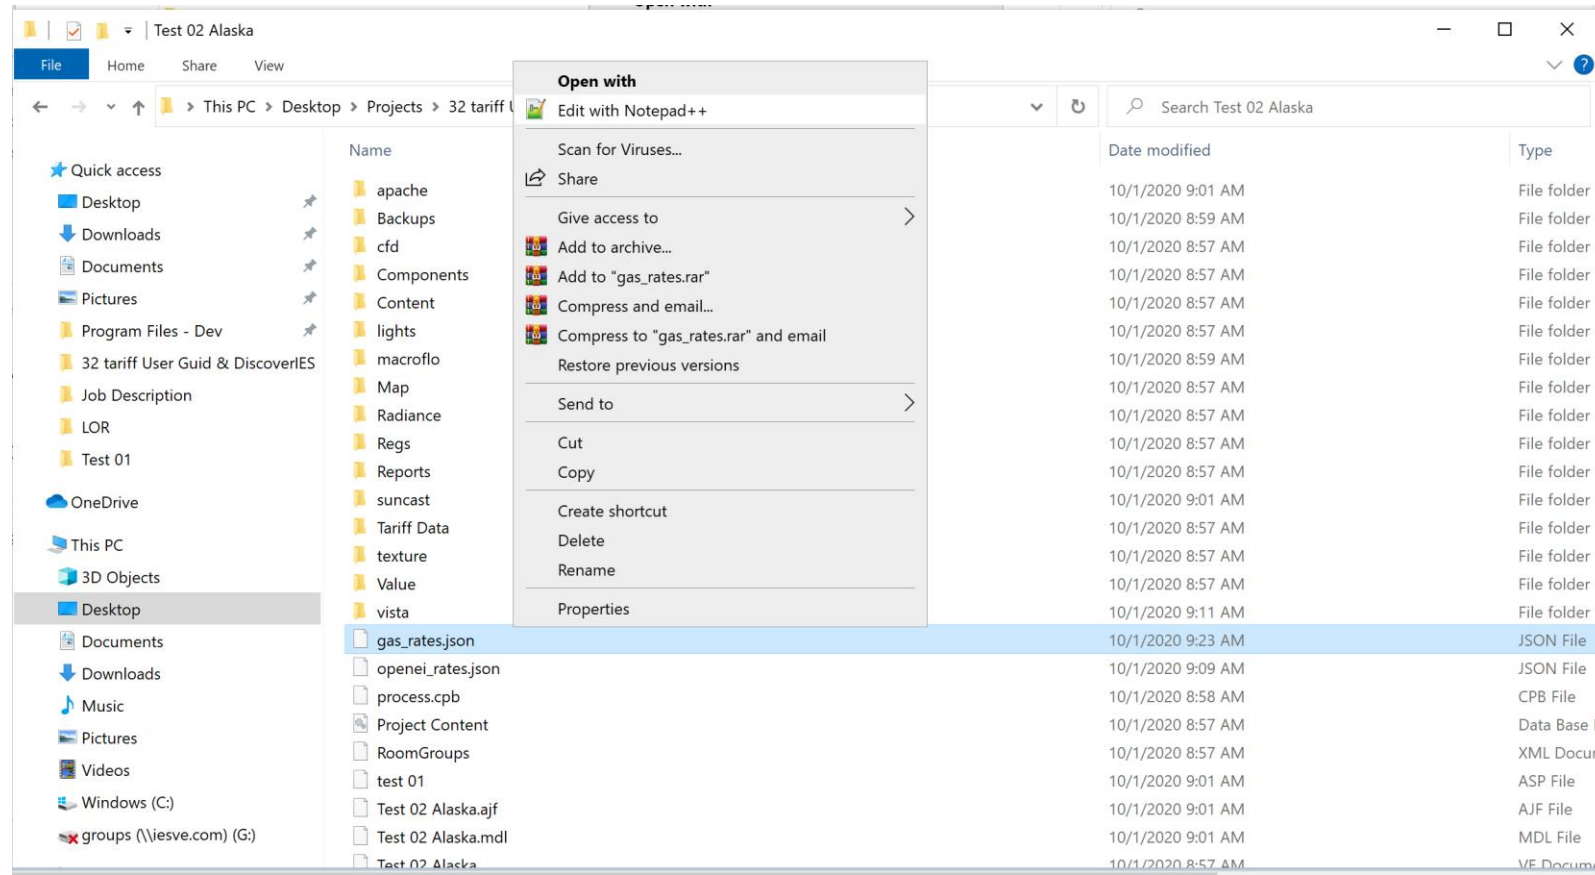 Test 02 Alaska
File Home Share View
This PC > Desktop > Projects > 32 tariff
Search Test 02 Alaska
Open with
Edit with Notepad++
Scan for Viruses...
Share
Give access to
Add to archive...
Add to "gas_rates.rar"
Compress and email...
Compress to "gas_rates.rar" and email
Restore previous versions
Send to
Cut
Copy
Create shortcut
Delete
Rename
Properties
Quick access
Desktop
Downloads
Documents
Pictures
Program Files - Dev
32 tariff User Guid & DiscoverIES
Job Description
LOR
Test 01
OneDrive
This PC
3D Objects
Desktop
Documents
Downloads
Music
Pictures
Videos
Windows (C:)
groups (\\iesve.com) (G:)
Name Date modified Type
apache 10/1/2020 9:01 AM File folder
Backups 10/1/2020 8:59 AM File folder
cfd 10/1/2020 8:57 AM File folder
Components 10/1/2020 8:57 AM File folder
Content 10/1/2020 8:57 AM File folder
lights 10/1/2020 8:57 AM File folder
macroflo 10/1/2020 8:59 AM File folder
Map 10/1/2020 8:57 AM File folder
Radiance 10/1/2020 8:57 AM File folder
Regs 10/1/2020 8:57 AM File folder
Reports 10/1/2020 8:57 AM File folder
suncast 10/1/2020 9:01 AM File folder
Tariff Data 10/1/2020 8:57 AM File folder
texture 10/1/2020 8:57 AM File folder
Value 10/1/2020 8:57 AM File folder
vista 10/1/2020 9:11 AM File folder
gas_rates.json 10/1/2020 9:23 AM JSON File
openei_rates.json 10/1/2020 9:09 AM JSON File
process.cpb 10/1/2020 8:58 AM CPB File
Project Content 10/1/2020 8:57 AM Data Base
RoomGroups 10/1/2020 8:57 AM XML Docu
test 01 10/1/2020 9:01 AM ASP File
Test 02 Alaska.ajf 10/1/2020 9:01 AM AJF File
Test 02 Alaska.mdl 10/1/2020 9:01 AM MDL File
Test 02 Alaska 10/1/2020 8:57 AM